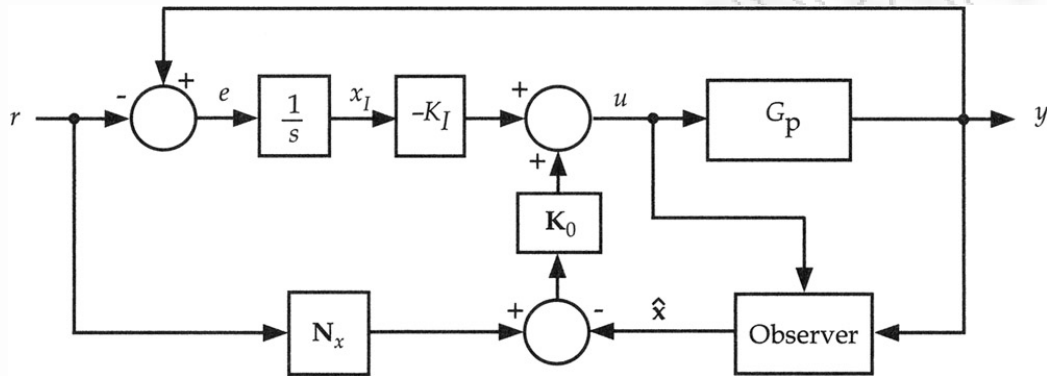 +
- e x_I + u y
r 1/s -K_I G_p
+
K_0
+ - x̂
N_x Observer